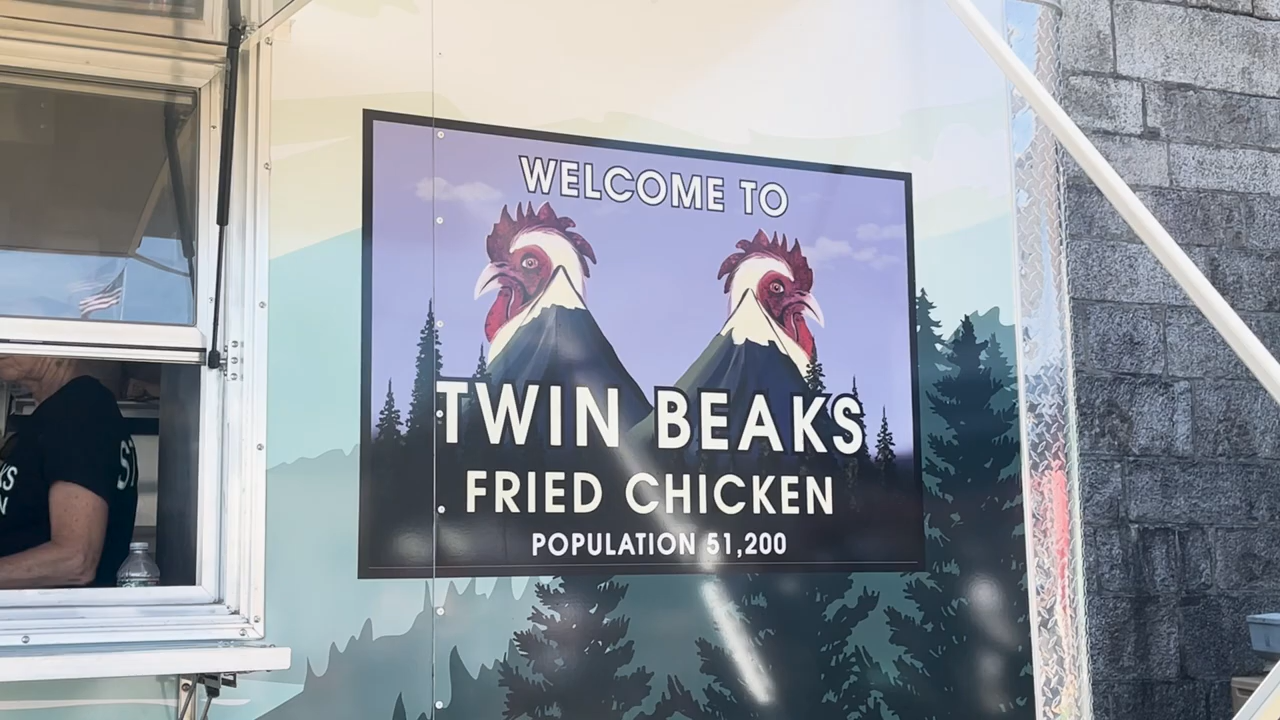 WELCOME TO
TWIN BEAKS
FRIED CHICKEN
POPULATION 51,200